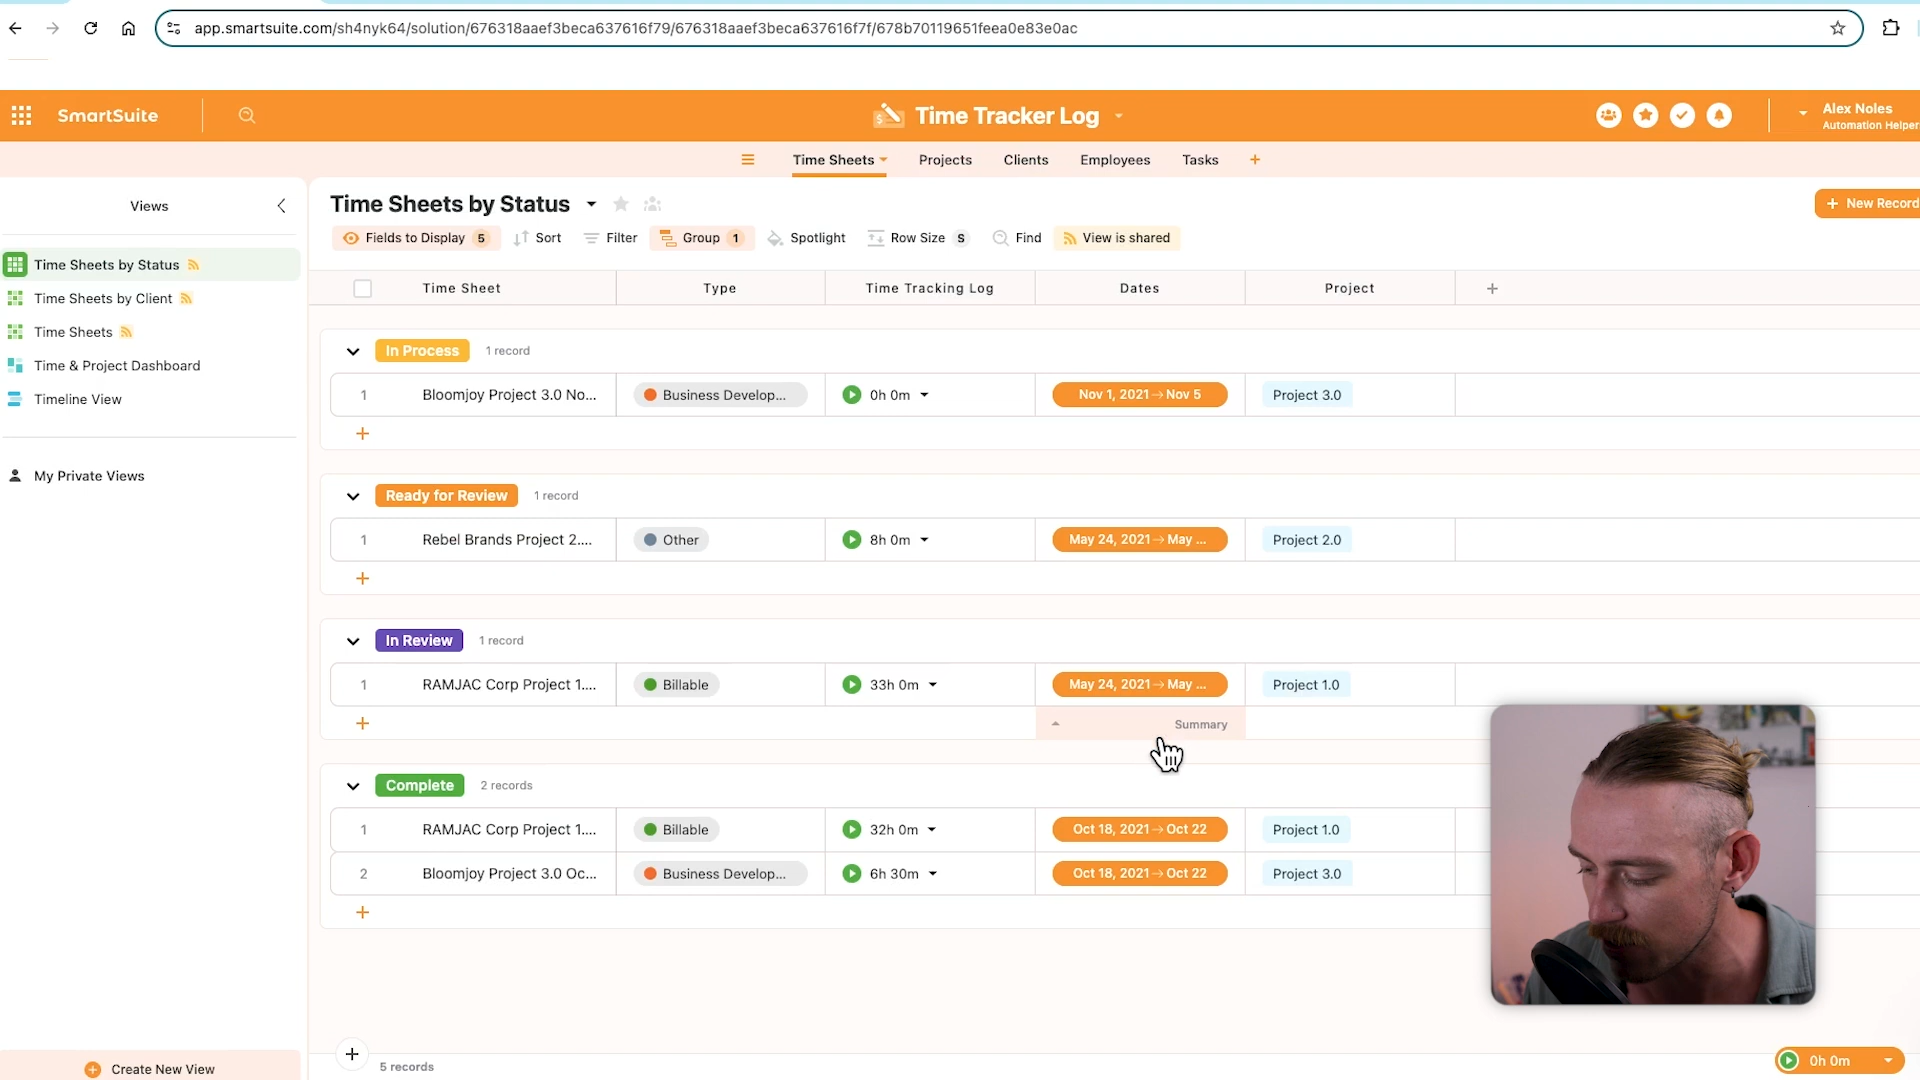 app.smartsuite.com/sh4nyk64/solution/676318aaef3beca637616f79/676318aaef3beca637616f7f/678b70119651feea0e83e0ac
SmartSuite
Time Tracker Log
Alex Noles
Automation Helper
Time Sheets
Projects
Clients
Employees
Tasks
Views
Time Sheets by Status
New Record
Fields to Display 5
Sort
Filter
Group 1
Spotlight
Row Size S
Find
View is shared
Time Sheets by Status
Time Sheets by Client
Time Sheets
Time & Project Dashboard
Timeline View
My Private Views
Time Sheet
Type
Time Tracking Log
Dates
Project
In Process 1 record
1 Bloomjoy Project 3.0 No... Business Develop... 0h 0m Nov 1, 2021→Nov 5 Project 3.0
Ready for Review 1 record
1 Rebel Brands Project 2.... Other 8h 0m May 24, 2021→May ... Project 2.0
In Review 1 record
1 RAMJAC Corp Project 1.... Billable 33h 0m May 24, 2021→May ... Project 1.0
Summary
Complete 2 records
1 RAMJAC Corp Project 1.... Billable 32h 0m Oct 18, 2021→Oct 22 Project 1.0
2 Bloomjoy Project 3.0 Oc... Business Develop... 6h 30m Oct 18, 2021→Oct 22 Project 3.0
Create New View
5 records
0h 0m